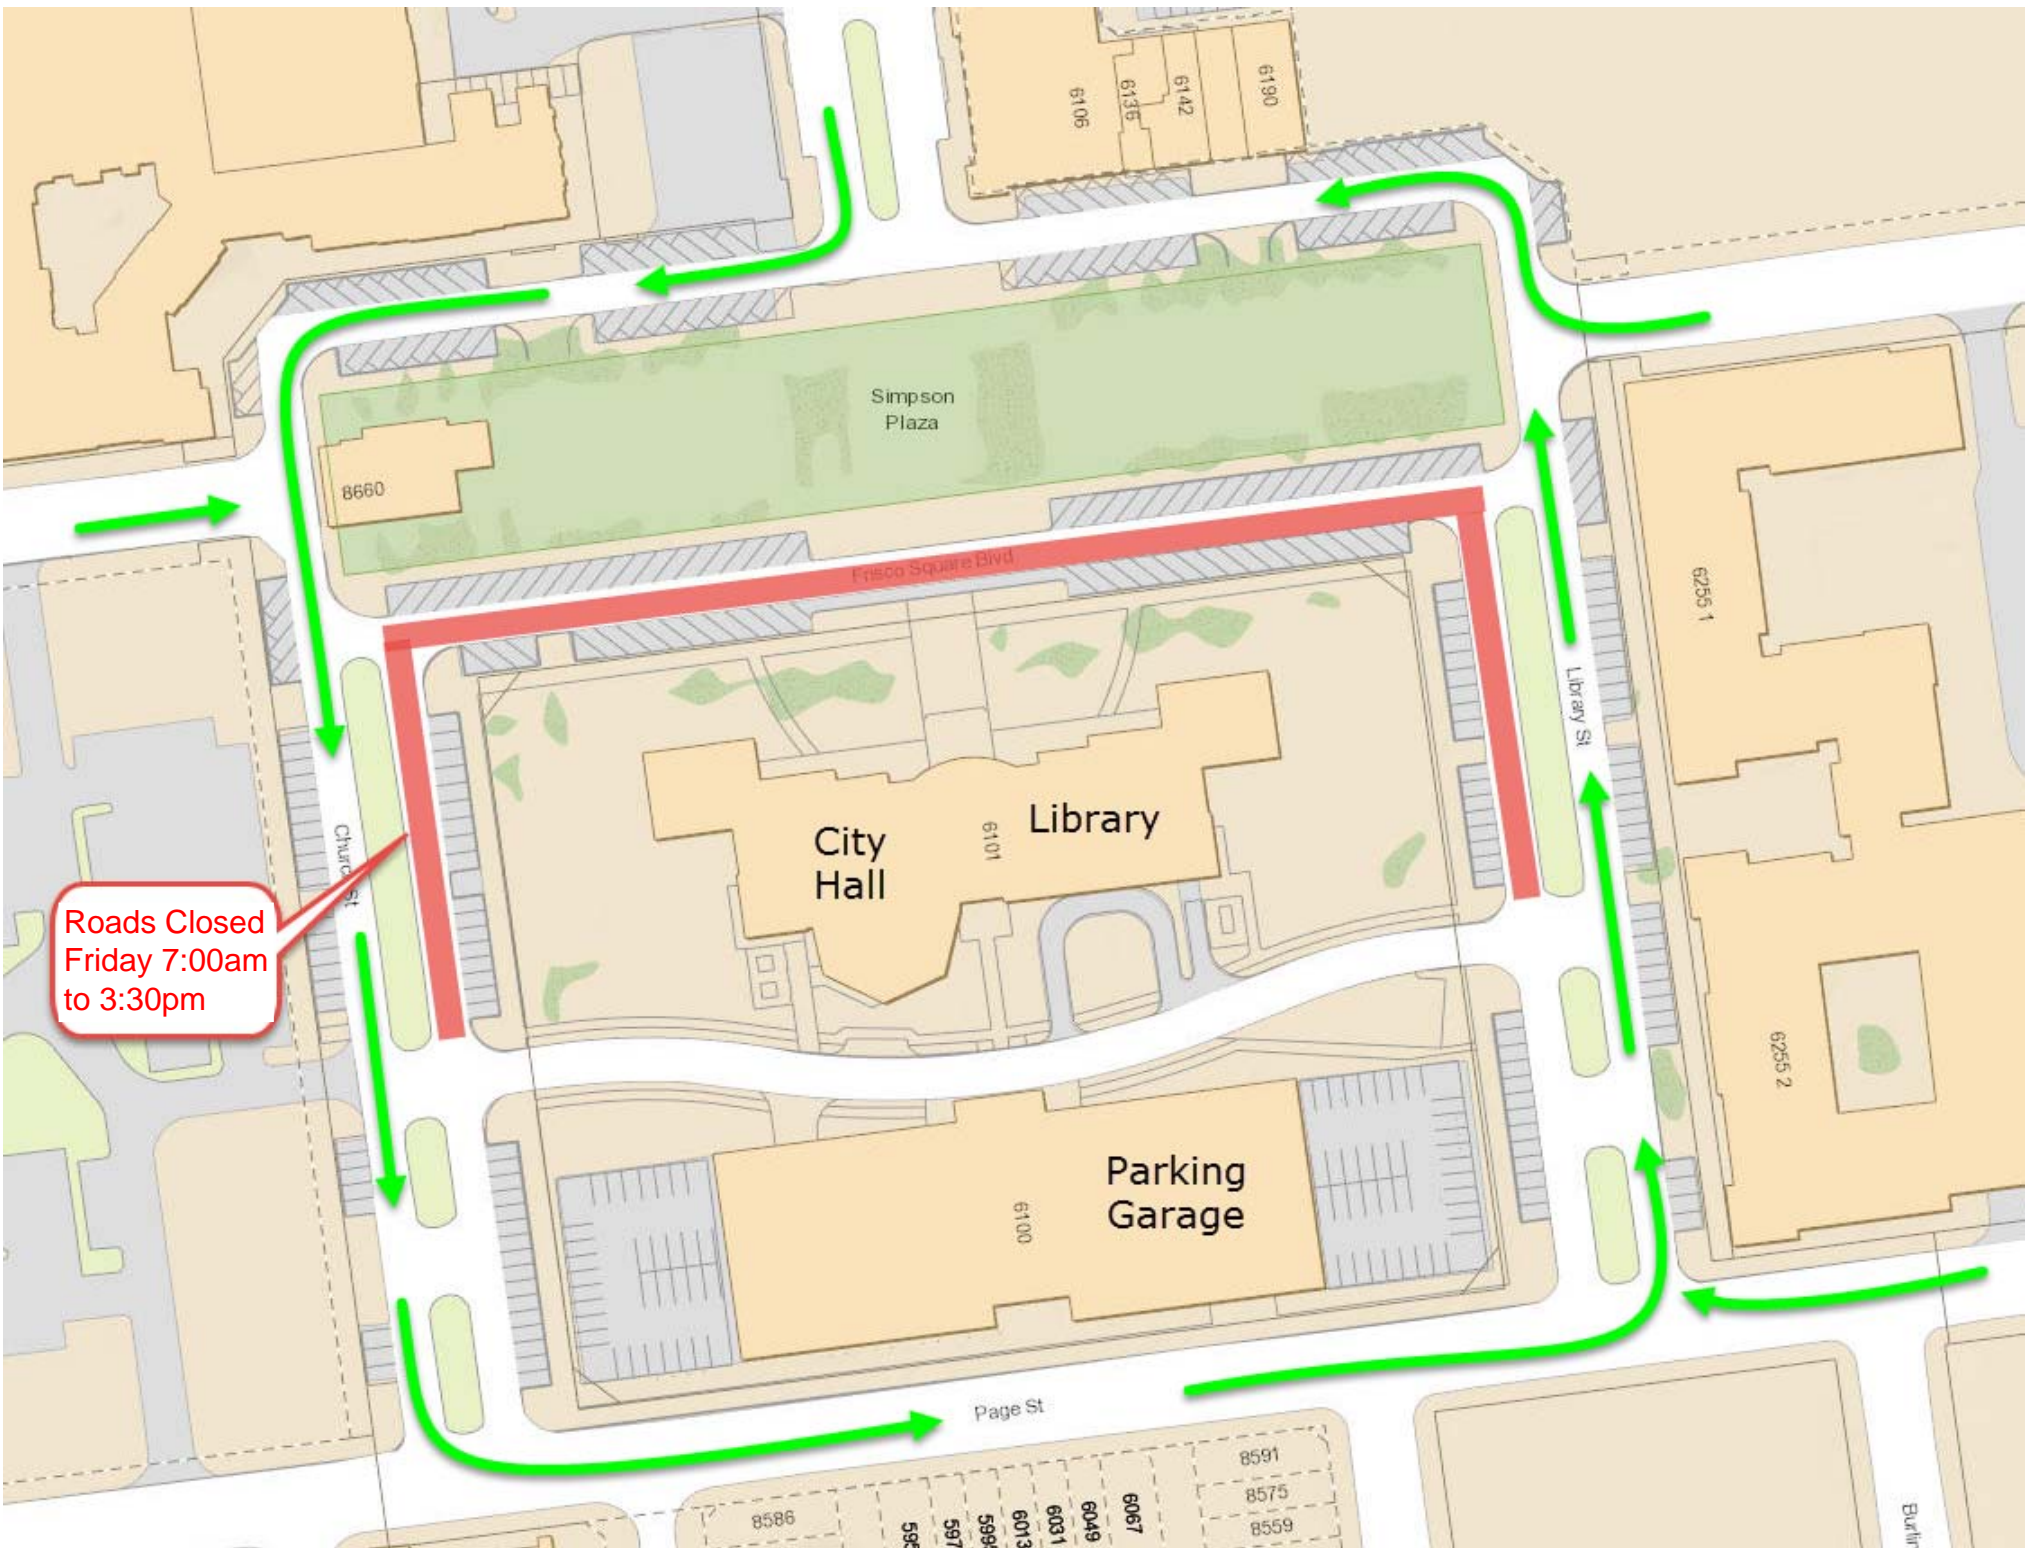 6106
6136
6142
6190
Simpson
Plaza
8660
Frisco Square Blvd
6255 1
Library St
City
Hall
6101
Library
Church St
Roads Closed
Friday 7:00am
to 3:30pm
6255 2
Parking
Garage
6100
Page St
8591
8575
8559
8586
6013
6031
6049
6067